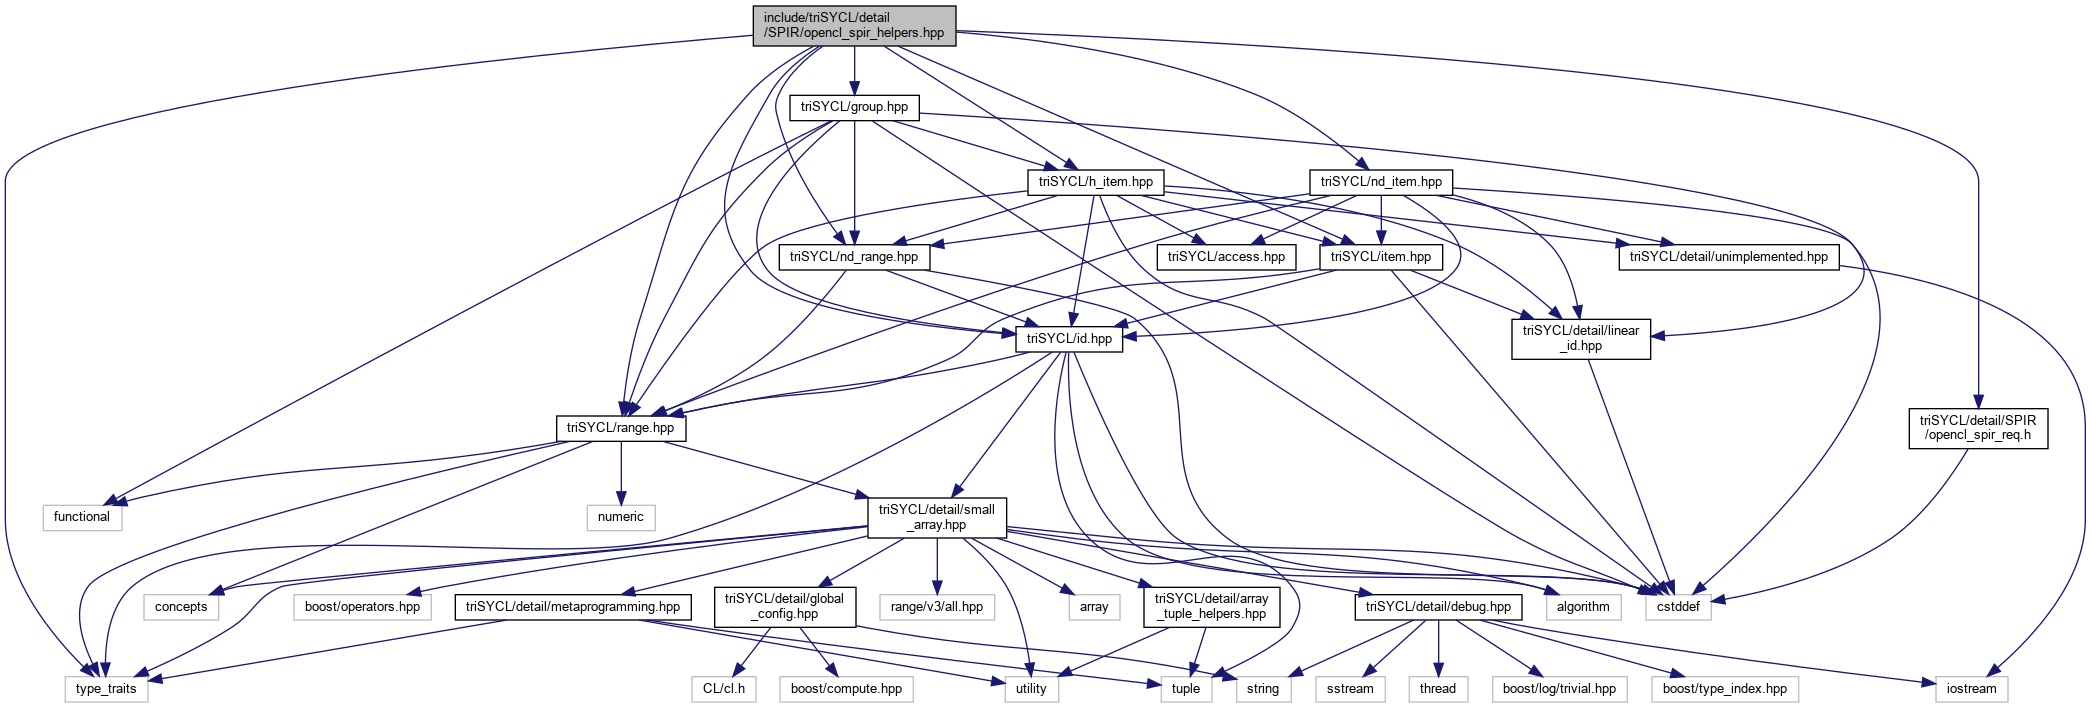 include/triSYCL/detail
/SPIR/opencl_spir_helpers.hpp
triSYCL/group.hpp
triSYCL/h_item.hpp
triSYCL/nd_item.hpp
triSYCL/nd_range.hpp
triSYCL/access.hpp
triSYCL/item.hpp
triSYCL/detail/unimplemented.hpp
triSYCL/id.hpp
triSYCL/detail/linear
_id.hpp
triSYCL/range.hpp
triSYCL/detail/SPIR
/opencl_spir_req.h
functional
numeric
triSYCL/detail/small
_array.hpp
concepts
boost/operators.hpp
triSYCL/detail/metaprogramming.hpp
triSYCL/detail/global
_config.hpp
range/v3/all.hpp
array
triSYCL/detail/array
_tuple_helpers.hpp
triSYCL/detail/debug.hpp
algorithm
cstddef
type_traits
CL/cl.h
boost/compute.hpp
utility
tuple
string
sstream
thread
boost/log/trivial.hpp
boost/type_index.hpp
iostream